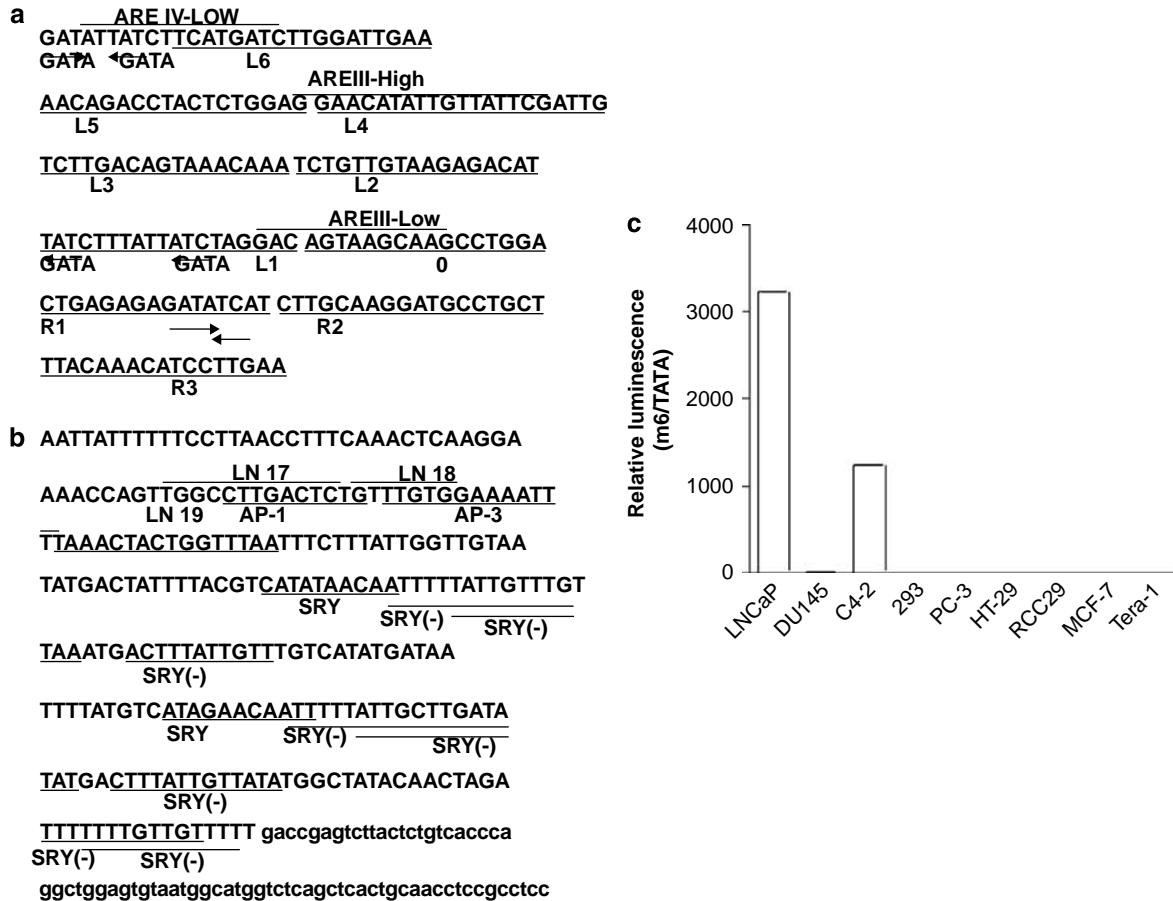 a
ARE IV-LOW
GATATTATCTTCATGATCTTGGATTGAA
GATA GATA L6
AREIII-High
AACAGACCTACTCTGGAG GAACATATTGTTATTCGATTG
L5 L4
TCTTGACAGTAAACAAA TCTGTTGTAAGAGACAT
L3 L2
AREIII-Low
TATCTTTATTATCTAGGAC AGTAAGCAAGCCTGGA
GATA GATA L1 0
CTGAGAGAGATATCAT CTTGCAAGGATGCCTGCT
R1 R2
TTACAAACATCCTTGAA
R3
b AATTATTTTTTCCTTAACCTTTCAAACTCAAGGA
LN 17 LN 18
AAACCAGTTGGCCTTGACTCTGTTTGTGGAAAATT
LN 19 AP-1 AP-3
TTAAACTACTGGTTTAATTTCTTTATTGGTTGTAA
TATGACTATTTTACGTCATATAACAATTTTTATTGTTTGT
SRY SRY(-) SRY(-)
TAAATGACTTTATTGTTTGTCATATGATAA
SRY(-)
TTTTATGTCATAGAACAATTTTTATTGCTTGATA
SRY SRY(-) SRY(-)
TATGACTTTATTGTTATATGGCTATACAACTAGA
SRY(-)
TTTTTTTGTTGTTTTT gaccgagtcttactctgtcaccca
SRY(-) SRY(-)
ggctggagtgtaatggcatggtctcagctcactgcaacctccgcctcc
c
Relative luminescence
(m6/TATA)
4000
3000
2000
1000
0
LNCaP
DU145
C4-2
293
PC-3
HT-29
RCC29
MCF-7
Tera-1